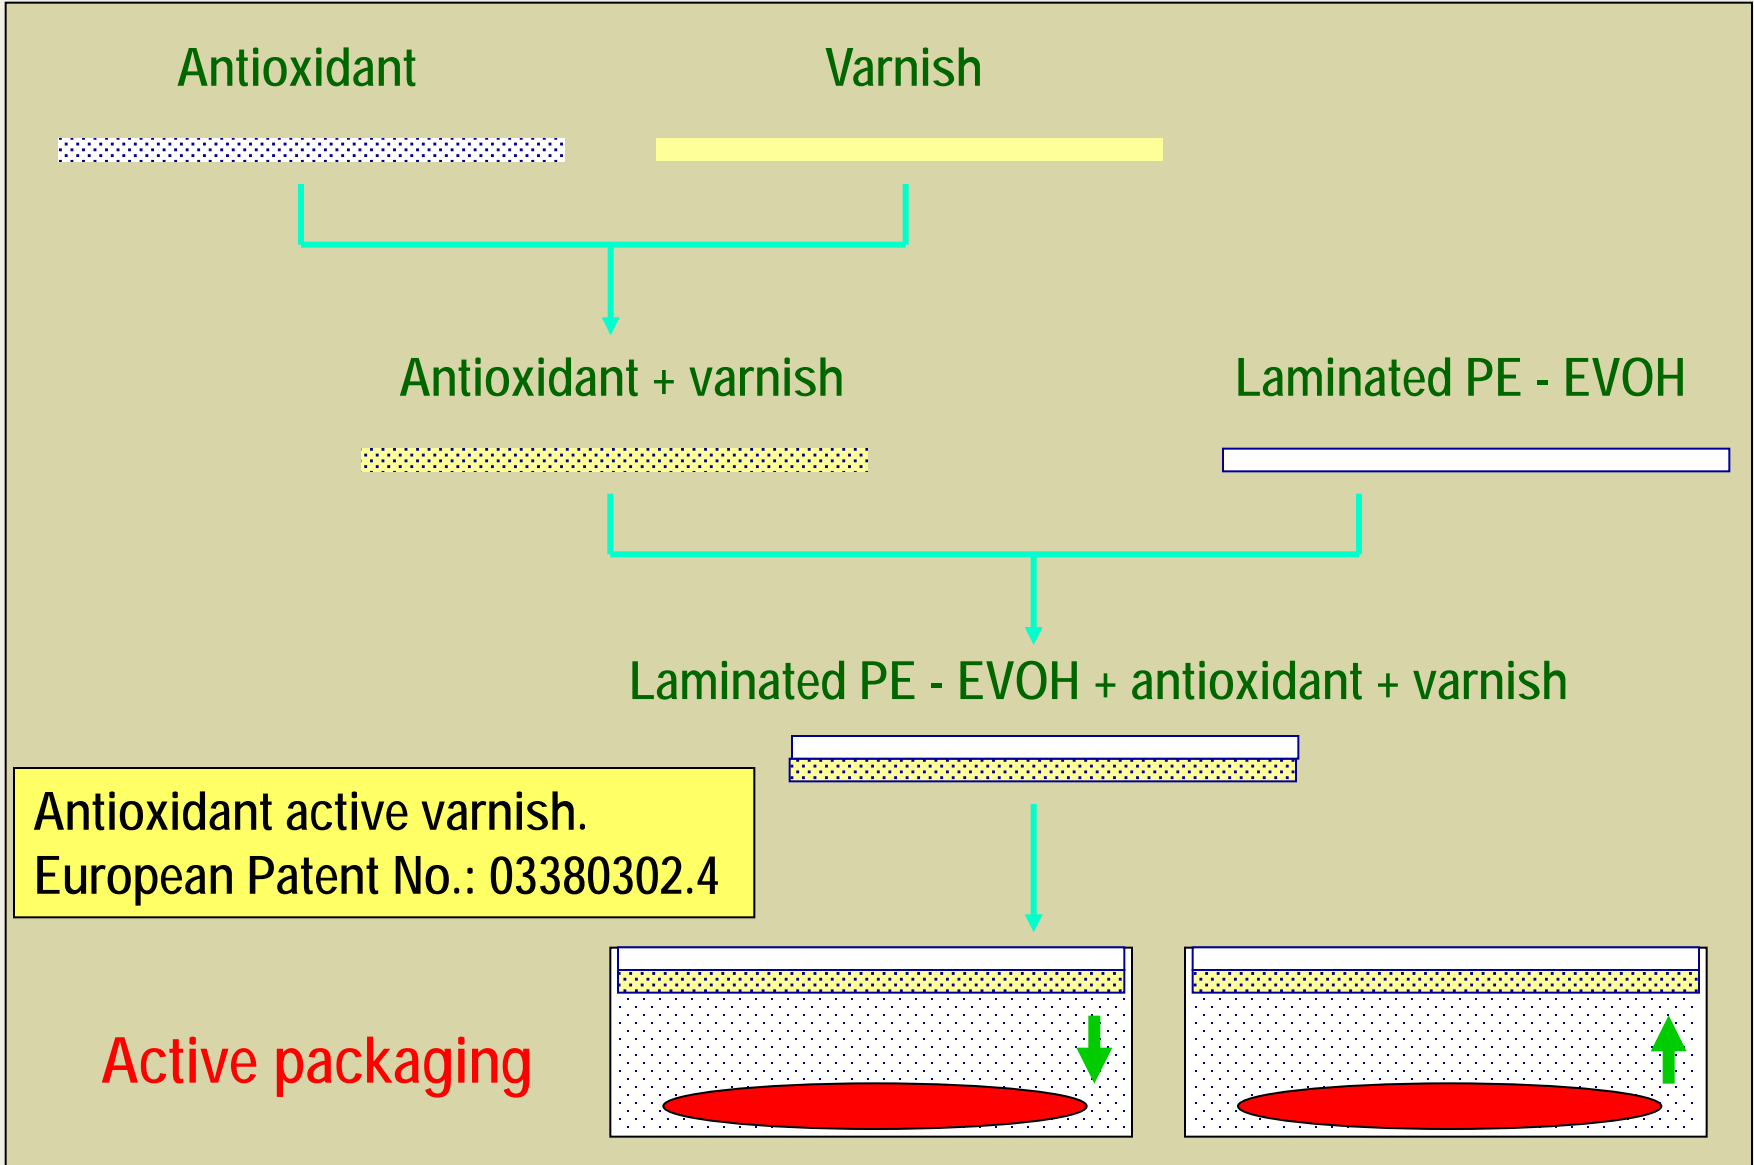 Antioxidant
Varnish
Antioxidant + varnish
Laminated PE - EVOH
Laminated PE - EVOH + antioxidant + varnish
Antioxidant active varnish.
European Patent No.: 03380302.4
Active packaging